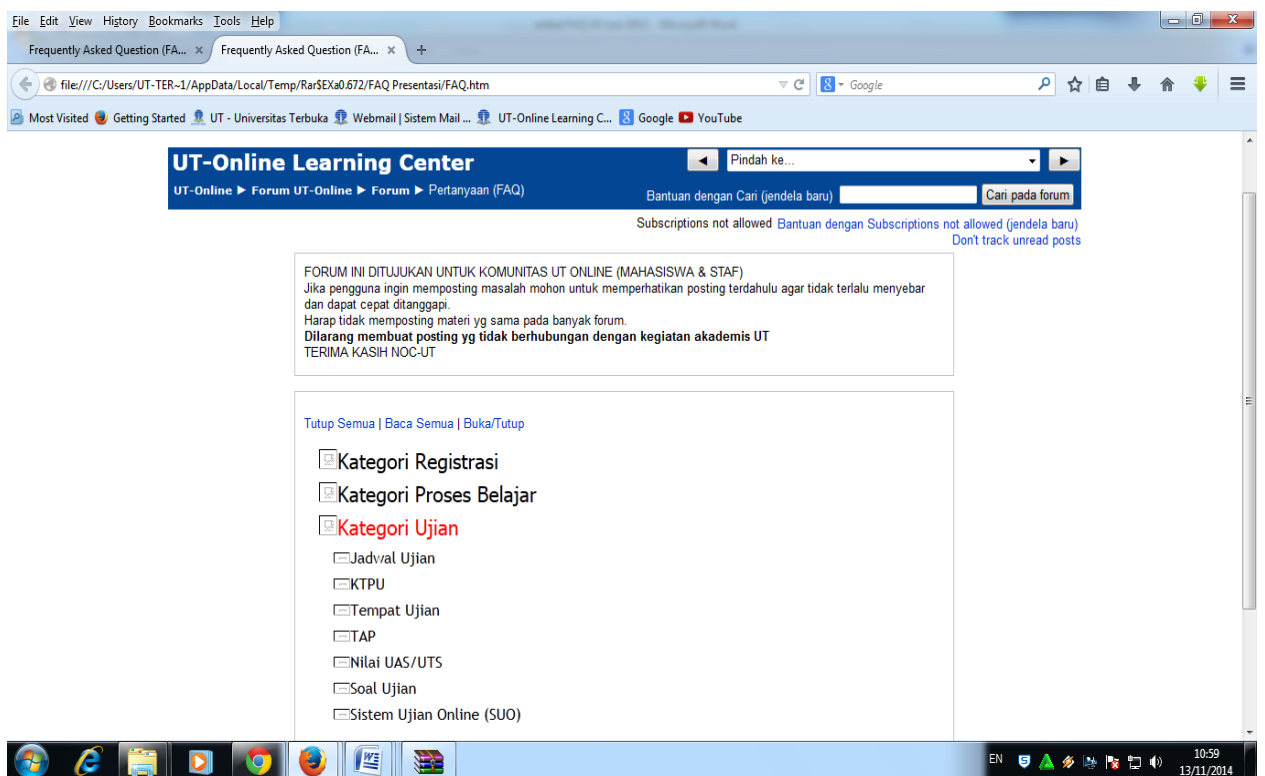 File Edit View History Bookmarks Tools Help
Frequently Asked Question (FA... × Frequently Asked Question (FA... × +
file:///C:/Users/UT-TER~1/AppData/Local/Temp/Rar$EXa0.672/FAQ Presentasi/FAQ.htm Google
Most Visited Getting Started UT - Universitas Terbuka Webmail | Sistem Mail ... UT-Online Learning C... Google YouTube
UT-Online Learning Center Pindah ke...
UT-Online ► Forum UT-Online ► Forum ► Pertanyaan (FAQ) Bantuan dengan Cari (jendela baru) Cari pada forum
Subscriptions not allowed Bantuan dengan Subscriptions not allowed (jendela baru)
Don't track unread posts
FORUM INI DITUJUKAN UNTUK KOMUNITAS UT ONLINE (MAHASISWA & STAF)
Jika pengguna ingin memposting masalah mohon untuk memperhatikan posting terdahulu agar tidak terlalu menyebar
dan dapat cepat ditanggapi.
Harap tidak memposting materi yg sama pada banyak forum.
Dilarang membuat posting yg tidak berhubungan dengan kegiatan akademis UT
TERIMA KASIH NOC-UT
Tutup Semua | Baca Semua | Buka/Tutup
Kategori Registrasi
Kategori Proses Belajar
Kategori Ujian
Jadwal Ujian
KTPU
Tempat Ujian
TAP
Nilai UAS/UTS
Soal Ujian
Sistem Ujian Online (SUO)
EN 10:59
13/11/2014